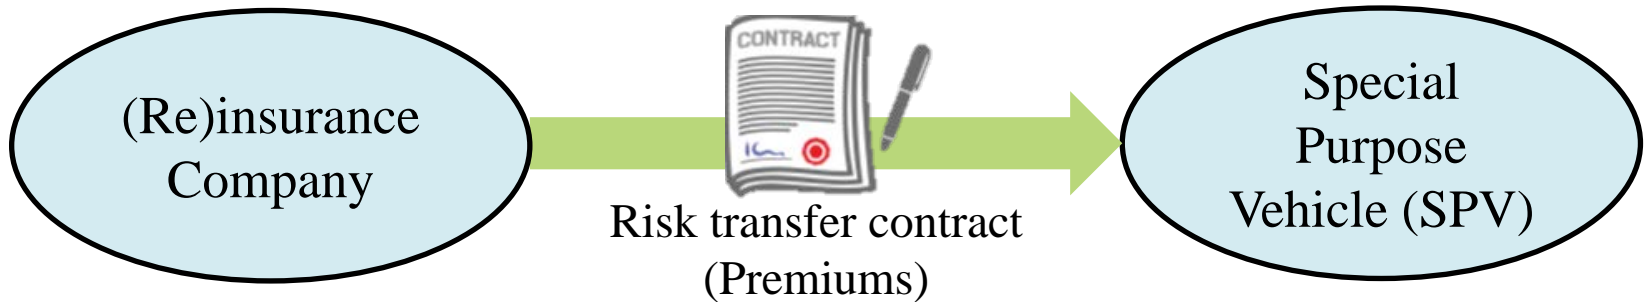 (Re)insurance
Company
CONTRACT
Risk transfer contract
(Premiums)
Special
Purpose
Vehicle (SPV)